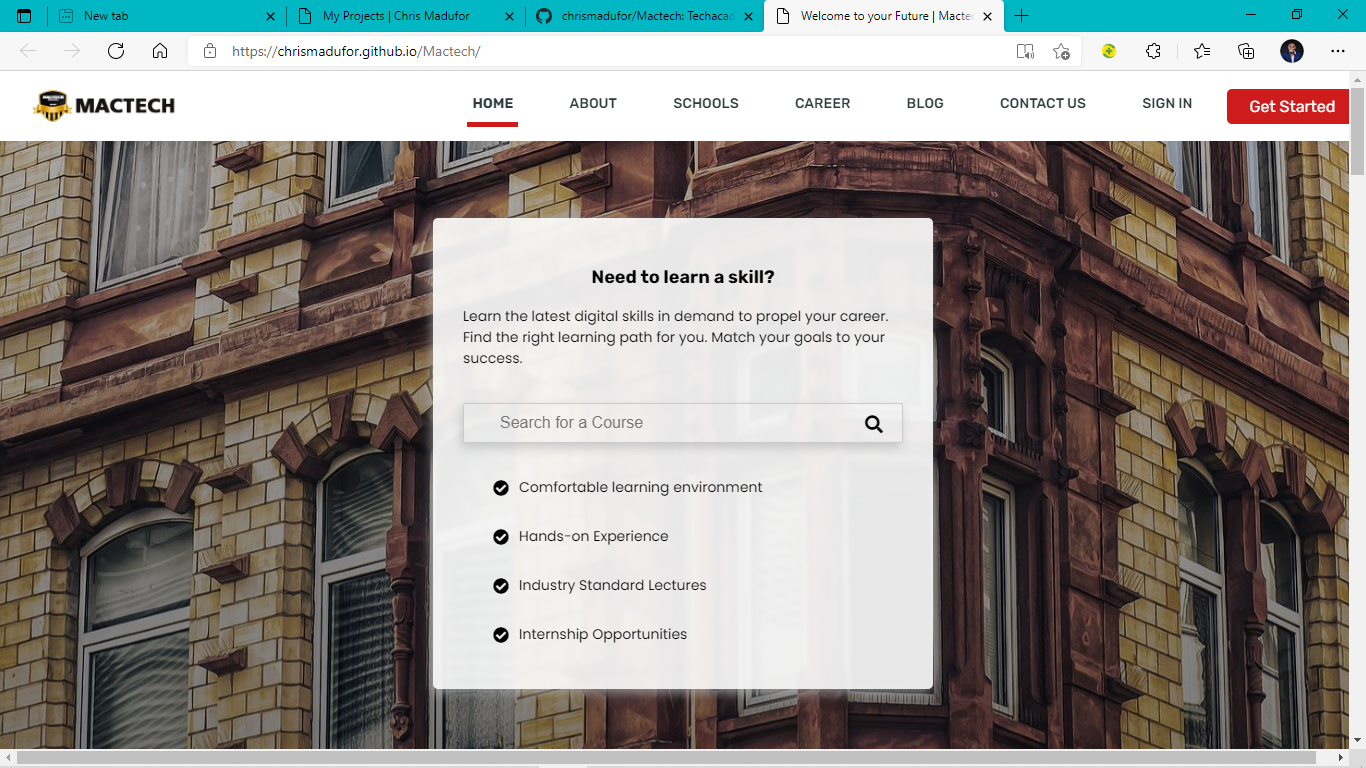 New tab
My Projects | Chris Madufor
chrismadufor/Mactech: Techacad
Welcome to your Future | Mactec
https://chrismadufor.github.io/Mactech/
MACTECH
HOME
ABOUT
SCHOOLS
CAREER
BLOG
CONTACT US
SIGN IN
Get Started
Need to learn a skill?
Learn the latest digital skills in demand to propel your career.
Find the right learning path for you. Match your goals to your
success.
Search for a Course
Comfortable learning environment
Hands-on Experience
Industry Standard Lectures
Internship Opportunities